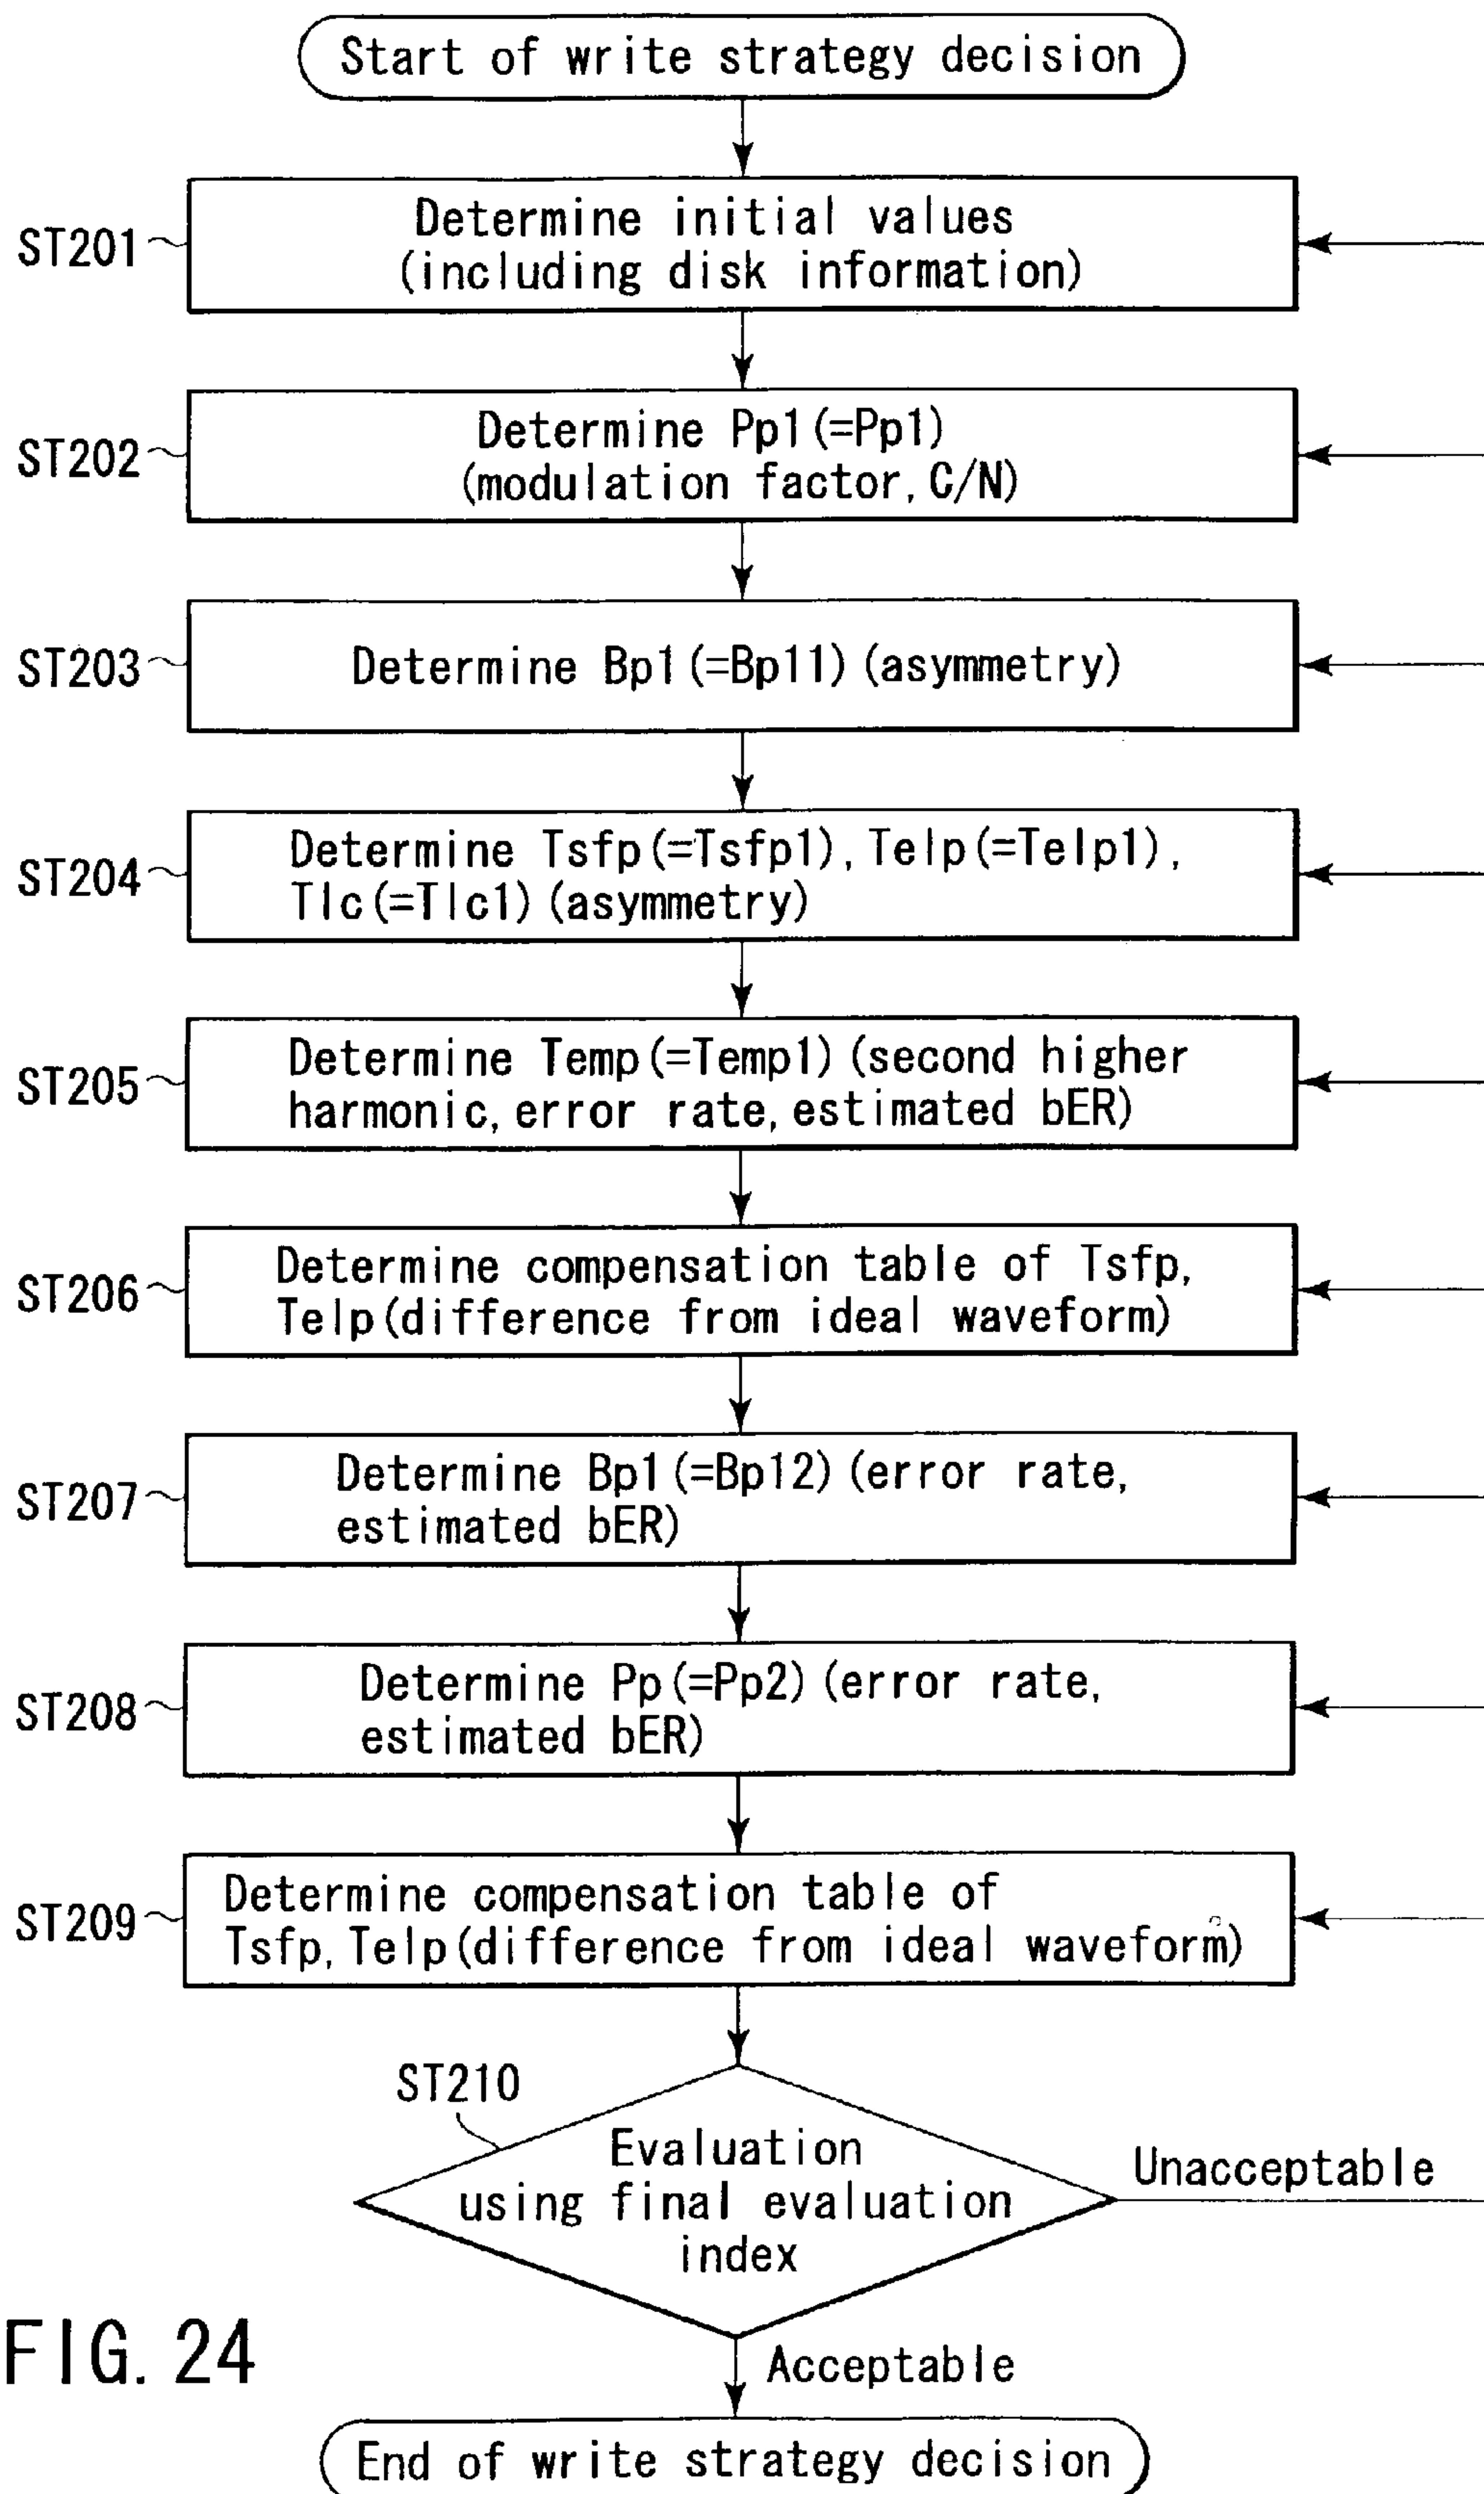 Start of write strategy decision
ST201
Determine initial values
(including disk information)
ST202
Determine Pp1(=Pp1)
(modulation factor, C/N)
ST203
Determine Bp1(=Bp11)(asymmetry)
ST204
Determine Tsfp(=Tsfp1), Telp(=Telp1),
Tlc(=Tlc1)(asymmetry)
ST205
Determine Temp(=Temp1)(second higher
harmonic, error rate, estimated bER)
ST206
Determine compensation table of Tsfp,
Telp(difference from ideal waveform)
ST207
Determine Bp1(=Bp12)(error rate,
estimated bER)
ST208
Determine Pp(=Pp2)(error rate,
estimated bER)
ST209
Determine compensation table of
Tsfp, Telp(difference from ideal waveform)
ST210
Evaluation
using final evaluation
index
Unacceptable
Acceptable
FIG. 24
End of write strategy decision